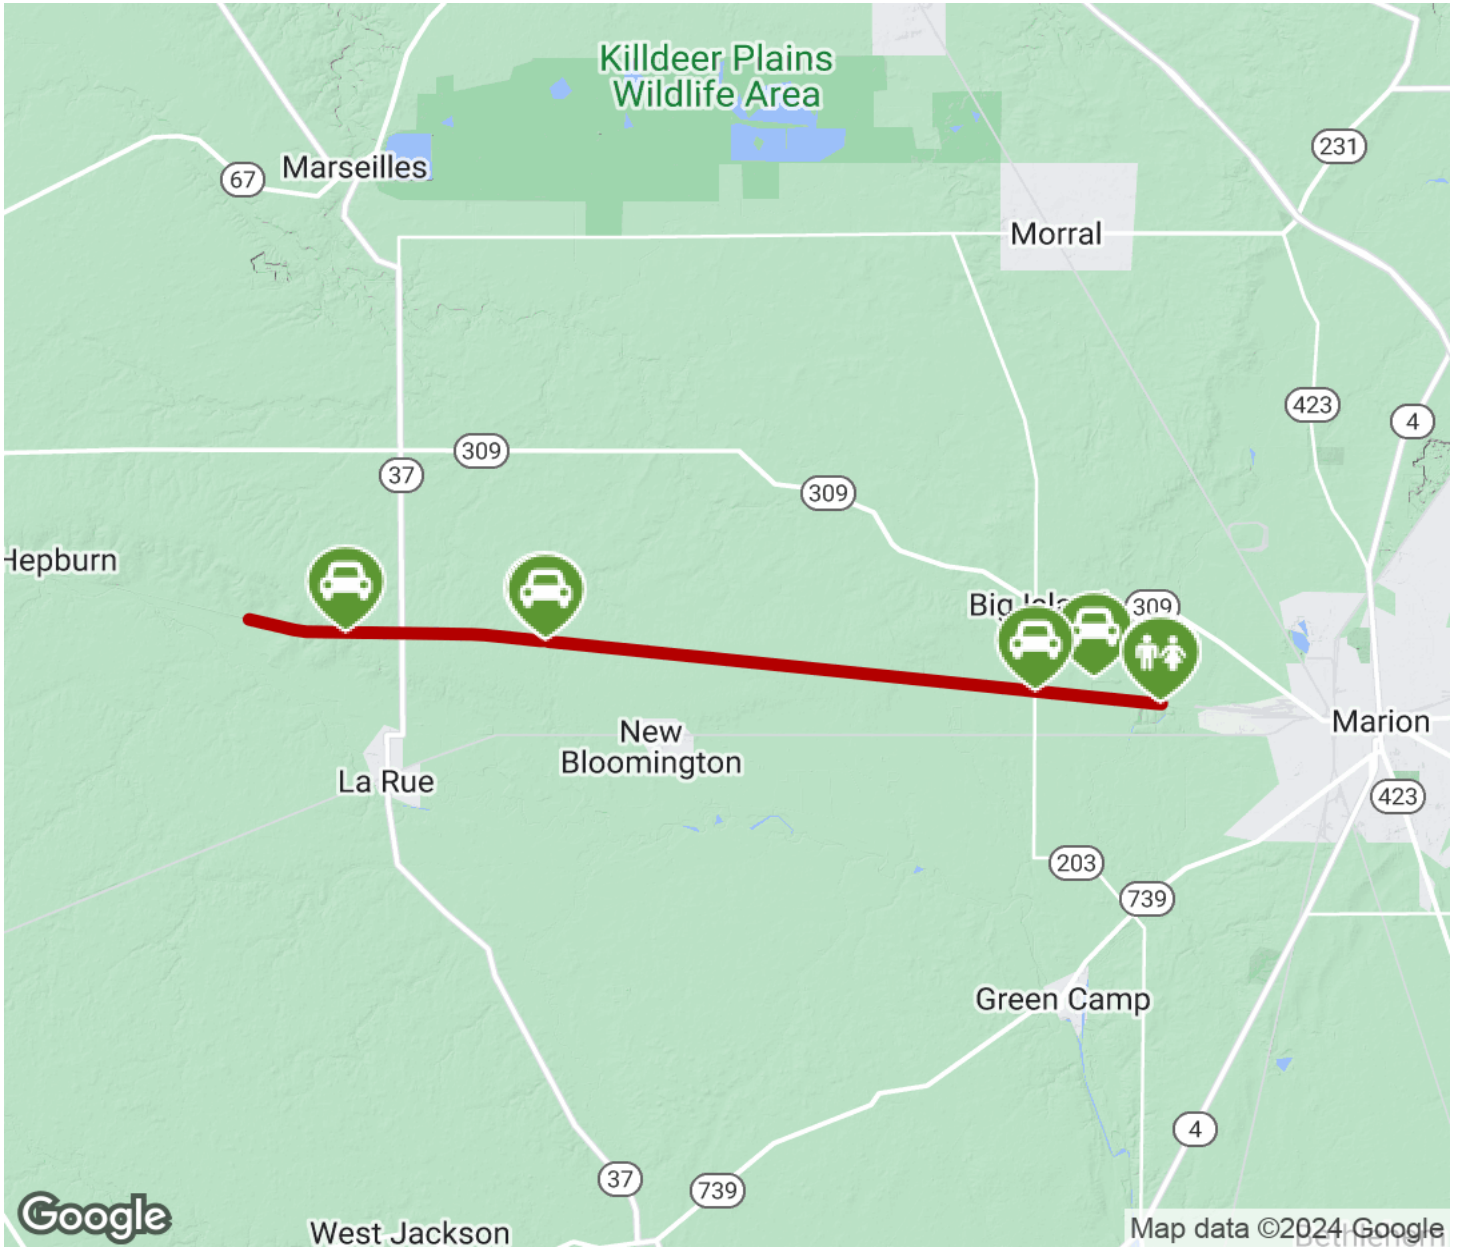 Killdeer Plains
Wildlife Area
231
Marseilles
67
Morral
423
4
309
37
309
Hepburn
309
Marion
New
Bloomington
La Rue
423
203
739
Green Camp
4
37
739
Google
West Jackson
Map data ©2024 Google